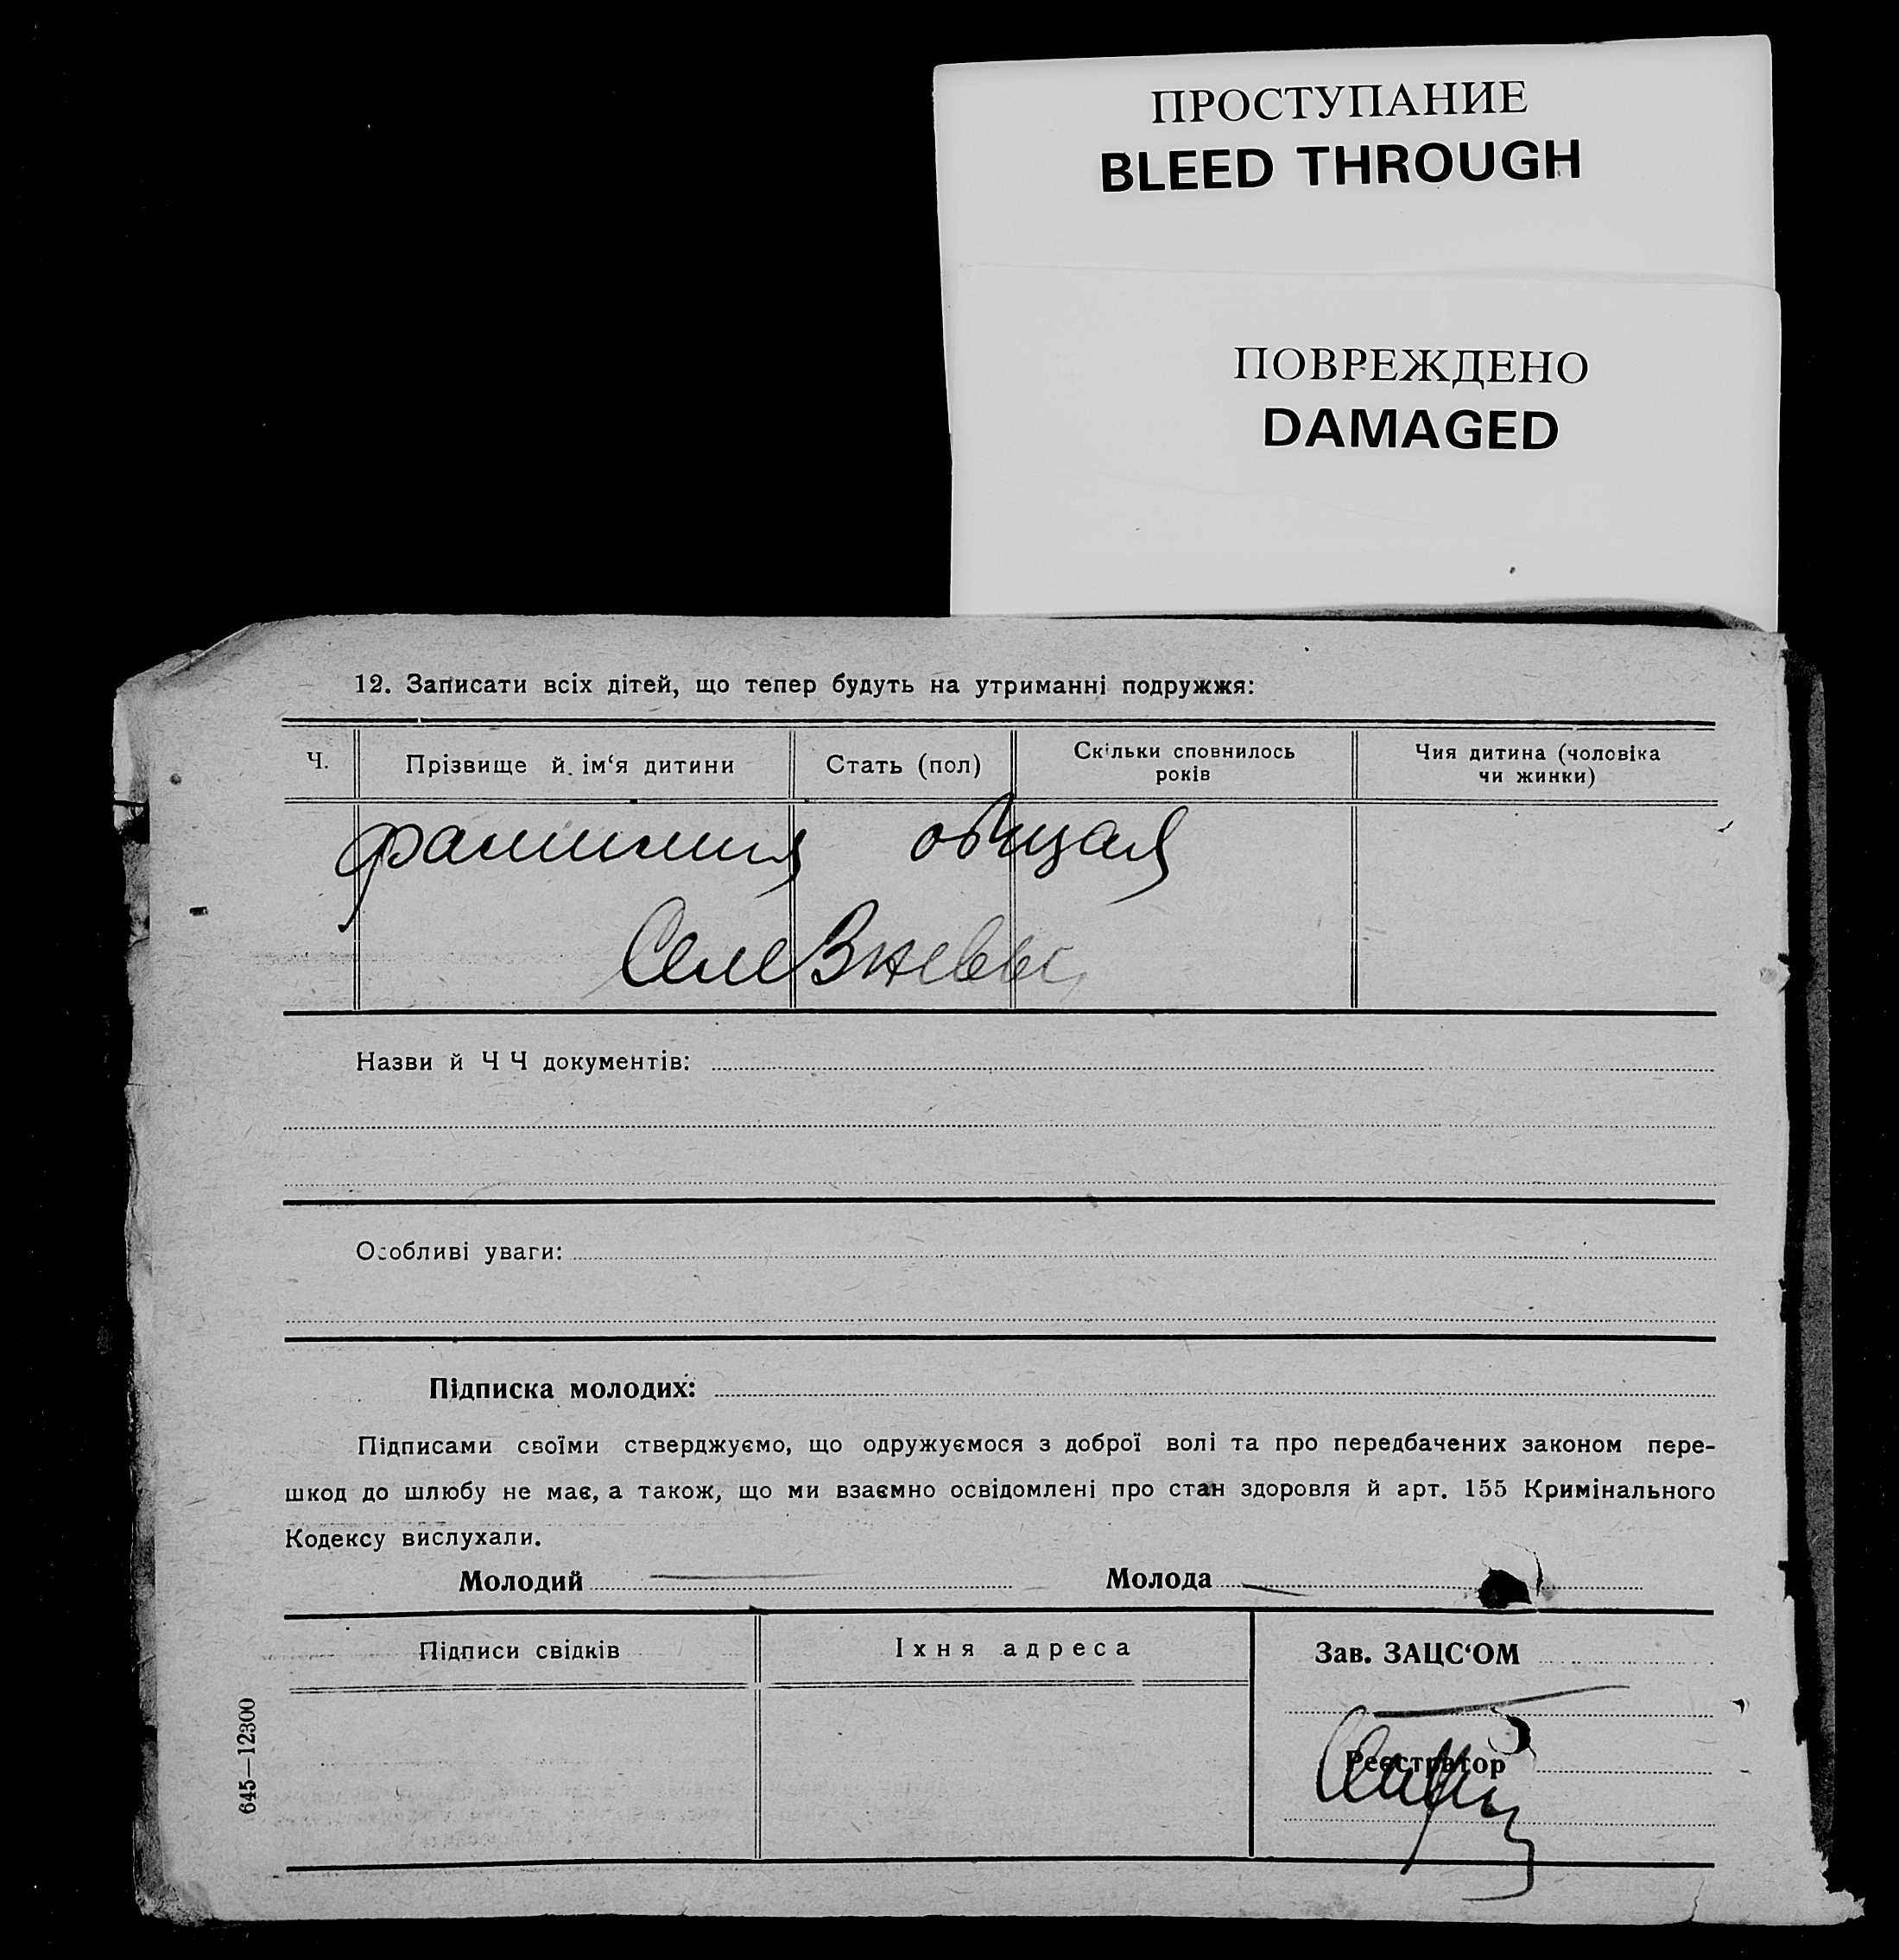 ПРОСТУПАНИЕ
BLEED THROUGH
ПОВРЕЖДЕНО
DAMAGED
12. Записати всіх дітей, що тепер будуть на утриманні подружжя:
Ч.
Прізвище й ім‘я дитини
Стать (пол)
Скільки сповнилось
років
Чия дитина (чоловіка
чи жинки)
фамилия общая
Назви й Ч Ч документів:
Особливі уваги:
Підписка молодих:
Підписами своїми стверджуємо, що одружуємося з доброї волі та про передбачених законом пере-
шкод до шлюбу не має, а також, що ми взаємно освідомлені про стан здоровля й арт. 155 Кримінального
Кодексу вислухали.
Молодий
Молода
Підписи свідків
Іхня адреса
Зав. ЗАЦС‘ОМ
Реєстратор
645—12300